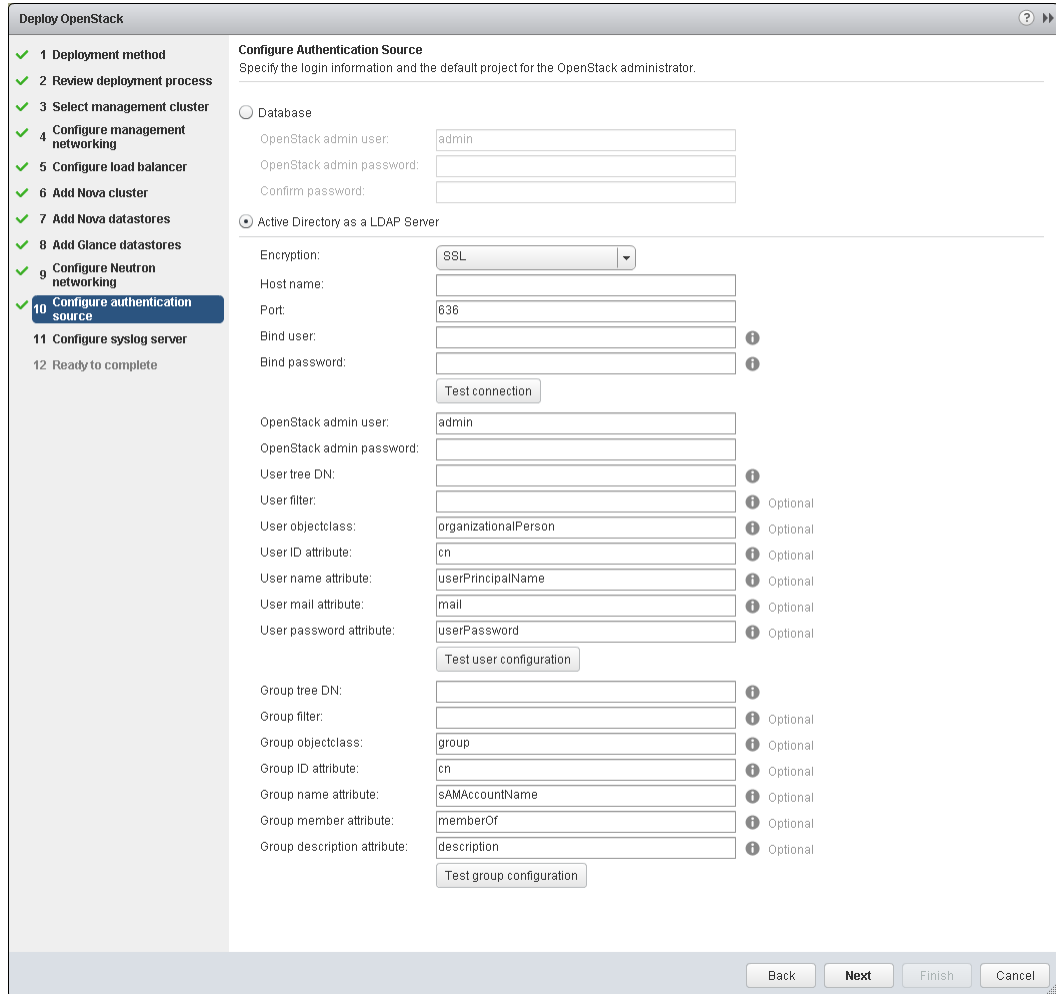 Deploy OpenStack
?
1 Deployment method
2 Review deployment process
3 Select management cluster
4 Configure management
networking
5 Configure load balancer
6 Add Nova cluster
7 Add Nova datastores
8 Add Glance datastores
9 Configure Neutron
networking
10 Configure authentication
source
11 Configure syslog server
12 Ready to complete
Configure Authentication Source
Specify the login information and the default project for the OpenStack administrator.
Database
OpenStack admin user: admin
OpenStack admin password:
Confirm password:
Active Directory as a LDAP Server
Encryption: SSL
Host name:
Port: 636
Bind user:
Bind password:
Test connection
OpenStack admin user: admin
OpenStack admin password:
User tree DN:
User filter: Optional
User objectclass: organizationalPerson Optional
User ID attribute: cn Optional
User name attribute: userPrincipalName Optional
User mail attribute: mail Optional
User password attribute: userPassword Optional
Test user configuration
Group tree DN:
Group filter: Optional
Group objectclass: group Optional
Group ID attribute: cn Optional
Group name attribute: sAMAccountName Optional
Group member attribute: memberOf Optional
Group description attribute: description Optional
Test group configuration
Back Next Finish Cancel